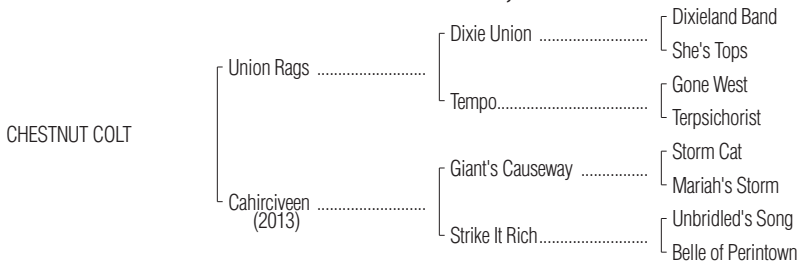 Dixieland Band
Dixie Union ..........................
She's Tops
Union Rags ..........................
Gone West
Tempo....................................
Terpsichorist
CHESTNUT COLT
Storm Cat
Giant's Causeway ................
Mariah's Storm
Cahirciveen ..........................
(2013)
Unbridled's Song
Strike It Rich..........................
Belle of Perintown